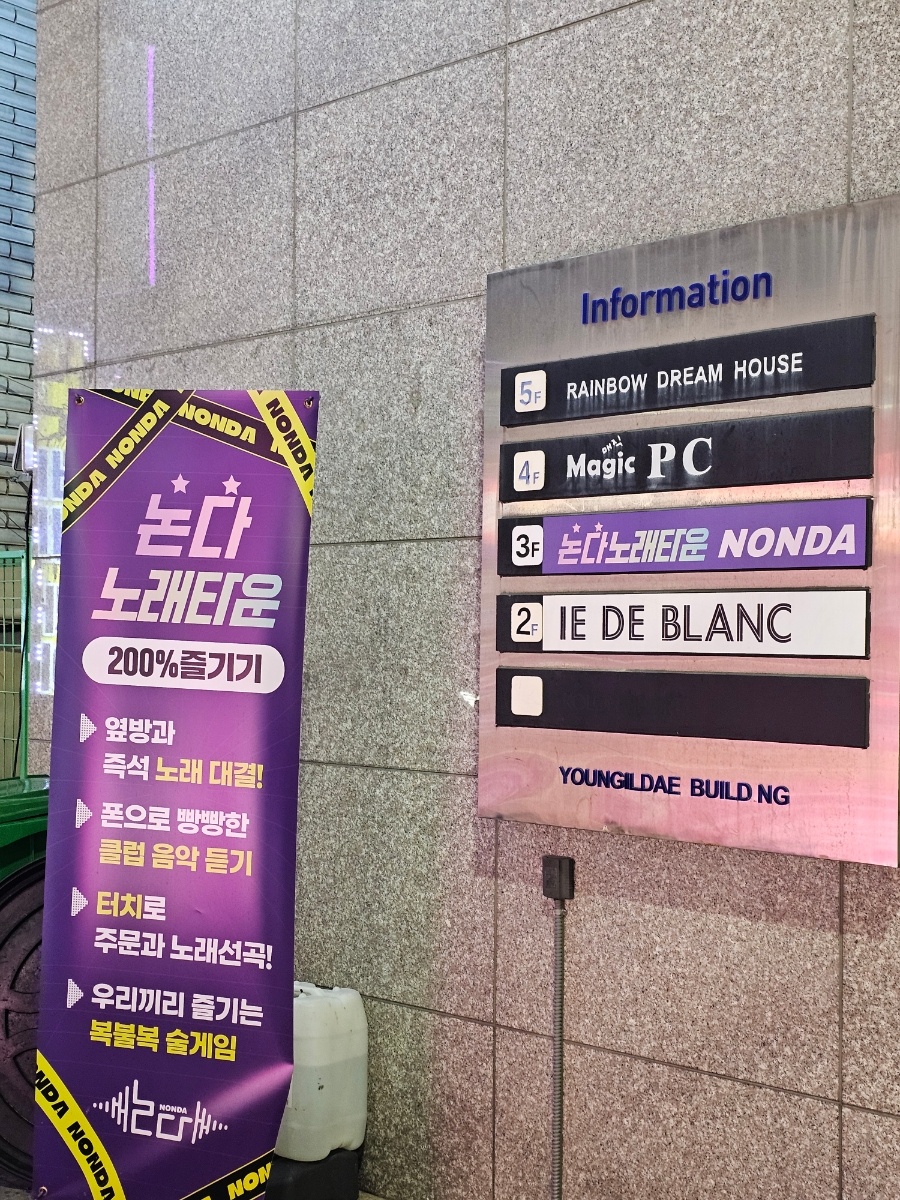 NONDA
NONDA NONDA
NONDA
논다
노래타운
200%즐기기
옆방과
즉석 노래 대결!
폰으로 빵빵한
클럽 음악 듣기
터치로
주문과 노래선곡!
우리끼리 즐기는
복불복 술게임
NONDA
논다
NDA NONDA
NON
Information
5F RAINBOW DREAM HOUSE
매직
4F Magic PC
3F 논다노래타운 NONDA
2F IE DE BLANC
YOUNGILDAE BUILD NG